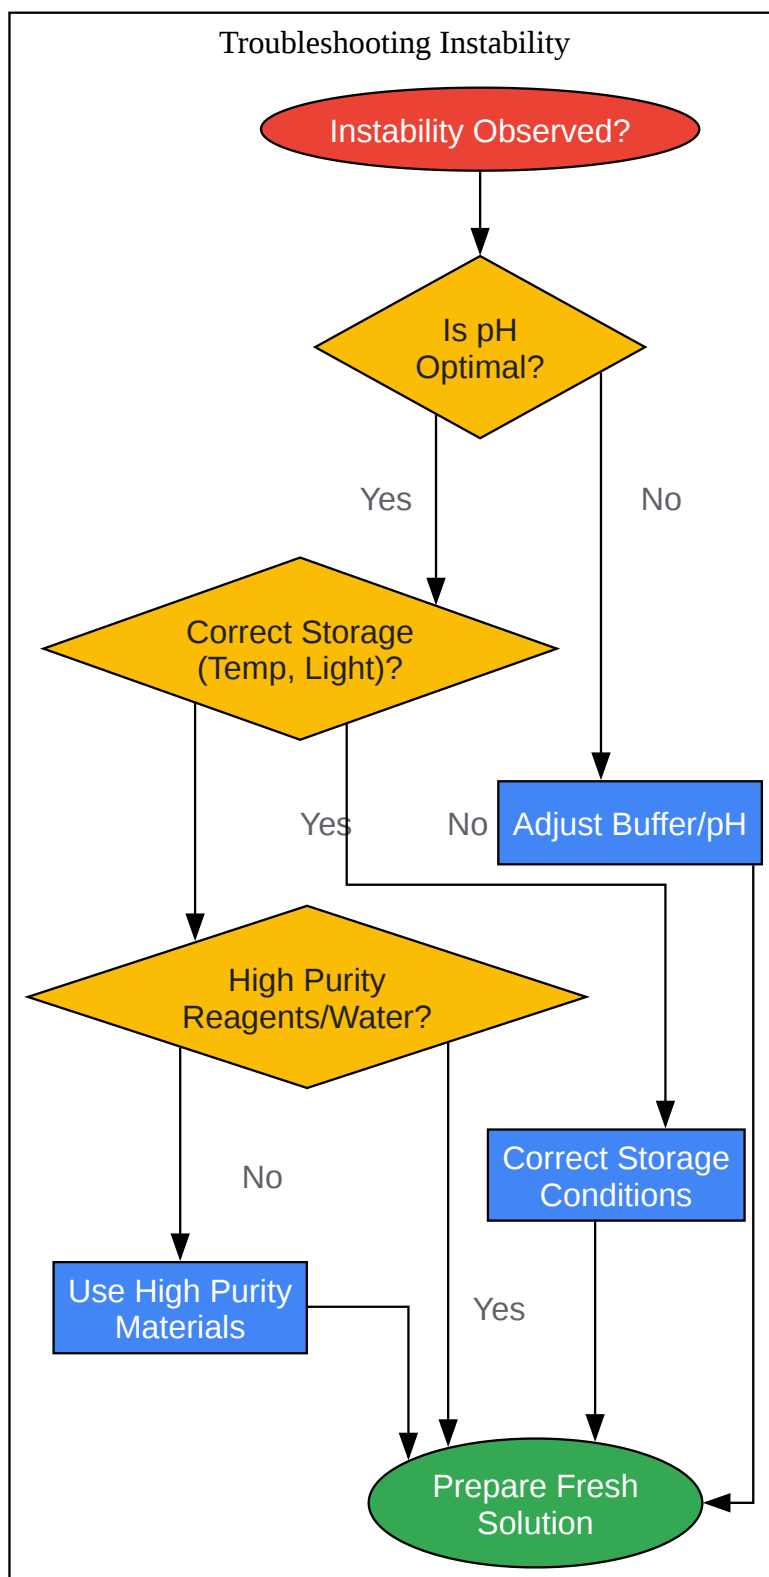 Troubleshooting Instability
Instability Observed?
Is pH
Optimal?
Yes
No
Correct Storage
(Temp, Light)?
Yes
No
Adjust Buffer/pH
High Purity
Reagents/Water?
No
Correct Storage
Conditions
Use High Purity
Materials
Yes
Prepare Fresh
Solution